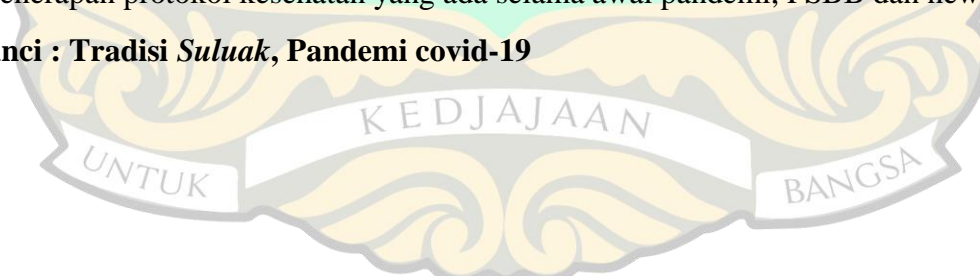 enerapan protokol kesehatan yang ada selama awal pandemi, PSBB dan new
nci : Tradisi Suluak, Pandemi covid-19
UNTUK KEDJAJAAN BANGSA